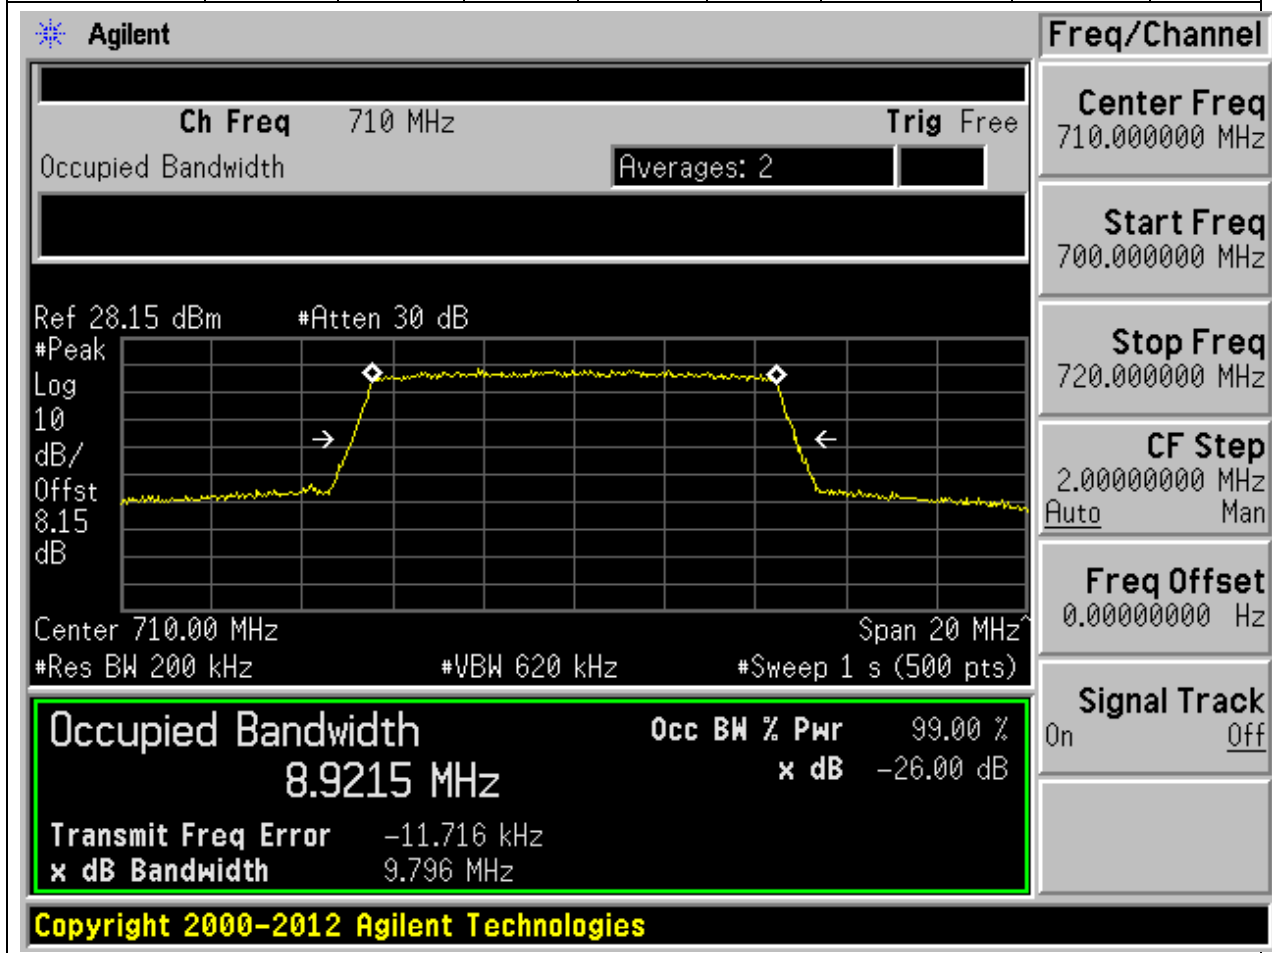 Agilent
Freq/Channel
Ch Freq 710 MHz Trig Free
Occupied Bandwidth Averages: 2
Center Freq
710.000000 MHz
Start Freq
700.000000 MHz
Stop Freq
720.000000 MHz
CF Step
2.00000000 MHz
Auto Man
Freq Offset
0.00000000 Hz
Signal Track
On Off
Ref 28.15 dBm #Atten 30 dB
#Peak
Log
10
dB/
Offst
8.15
dB
Center 710.00 MHz Span 20 MHz^
#Res BW 200 kHz #VBW 620 kHz #Sweep 1 s (500 pts)
Occupied Bandwidth
8.9215 MHz
Occ BW % Pwr 99.00 %
x dB -26.00 dB
Transmit Freq Error -11.716 kHz
x dB Bandwidth 9.796 MHz
Copyright 2000-2012 Agilent Technologies